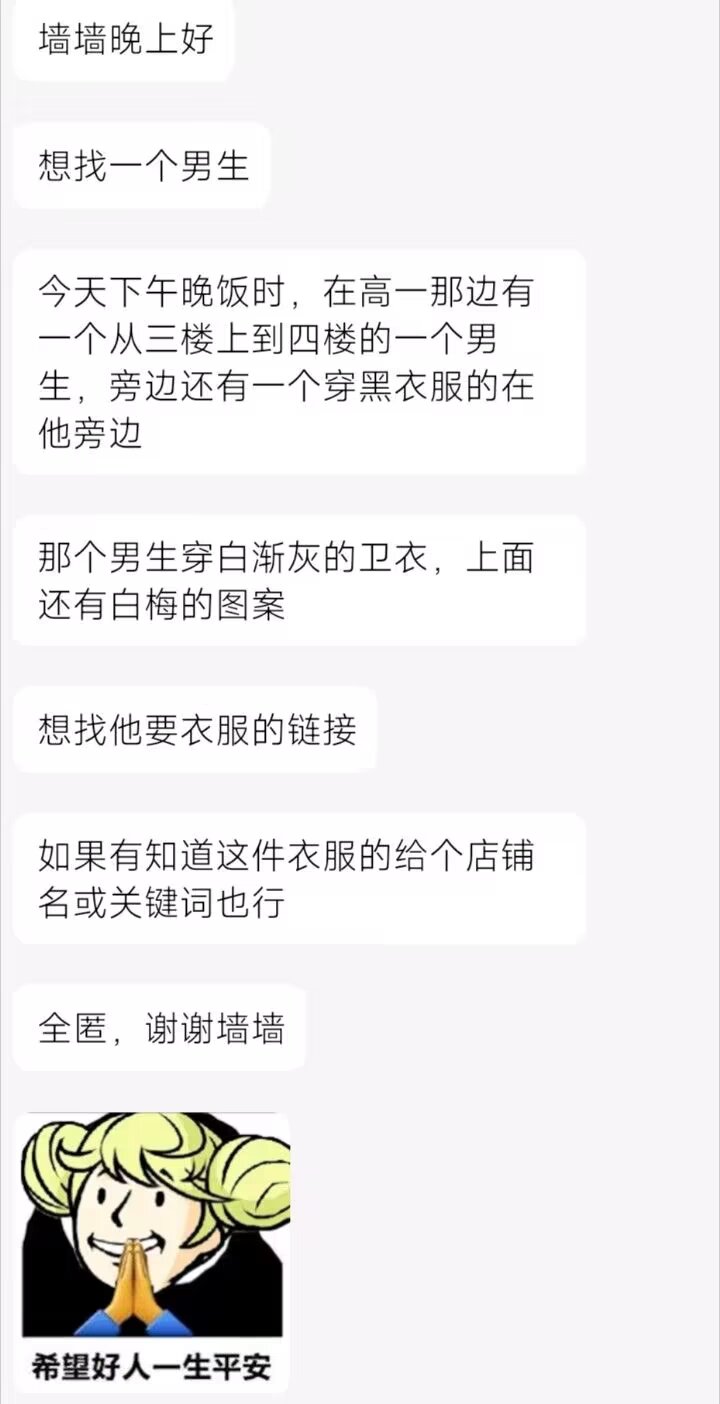 墙墙晚上好
想找一个男生
今天下午晚饭时，在高一那边有
一个从三楼上到四楼的一个男
生，旁边还有一个穿黑衣服的在
他旁边
那个男生穿白渐灰的卫衣，上面
还有白梅的图案
想找他要衣服的链接
如果有知道这件衣服的给个店铺
名或关键词也行
全匿，谢谢墙墙
希望好人一生平安